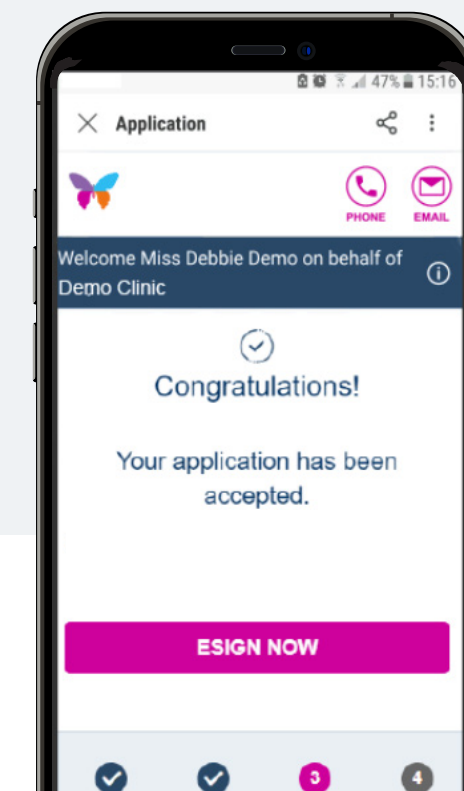 47% 15:16
Application
PHONE EMAIL
Welcome Miss Debbie Demo on behalf of
Demo Clinic
Congratulations!
Your application has been
accepted.
ESIGN NOW
3 4